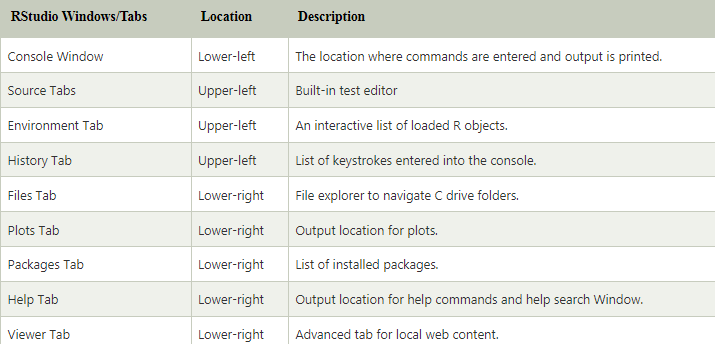 RStudio Windows/Tabs Location Description
Console Window Lower-left The location where commands are entered and output is printed.
Source Tabs Upper-left Built-in test editor
Environment Tab Upper-left An interactive list of loaded R objects.
History Tab Upper-left List of keystrokes entered into the console.
Files Tab Lower-right File explorer to navigate C drive folders.
Plots Tab Lower-right Output location for plots.
Packages Tab Lower-right List of installed packages.
Help Tab Lower-right Output location for help commands and help search Window.
Viewer Tab Lower-right Advanced tab for local web content.